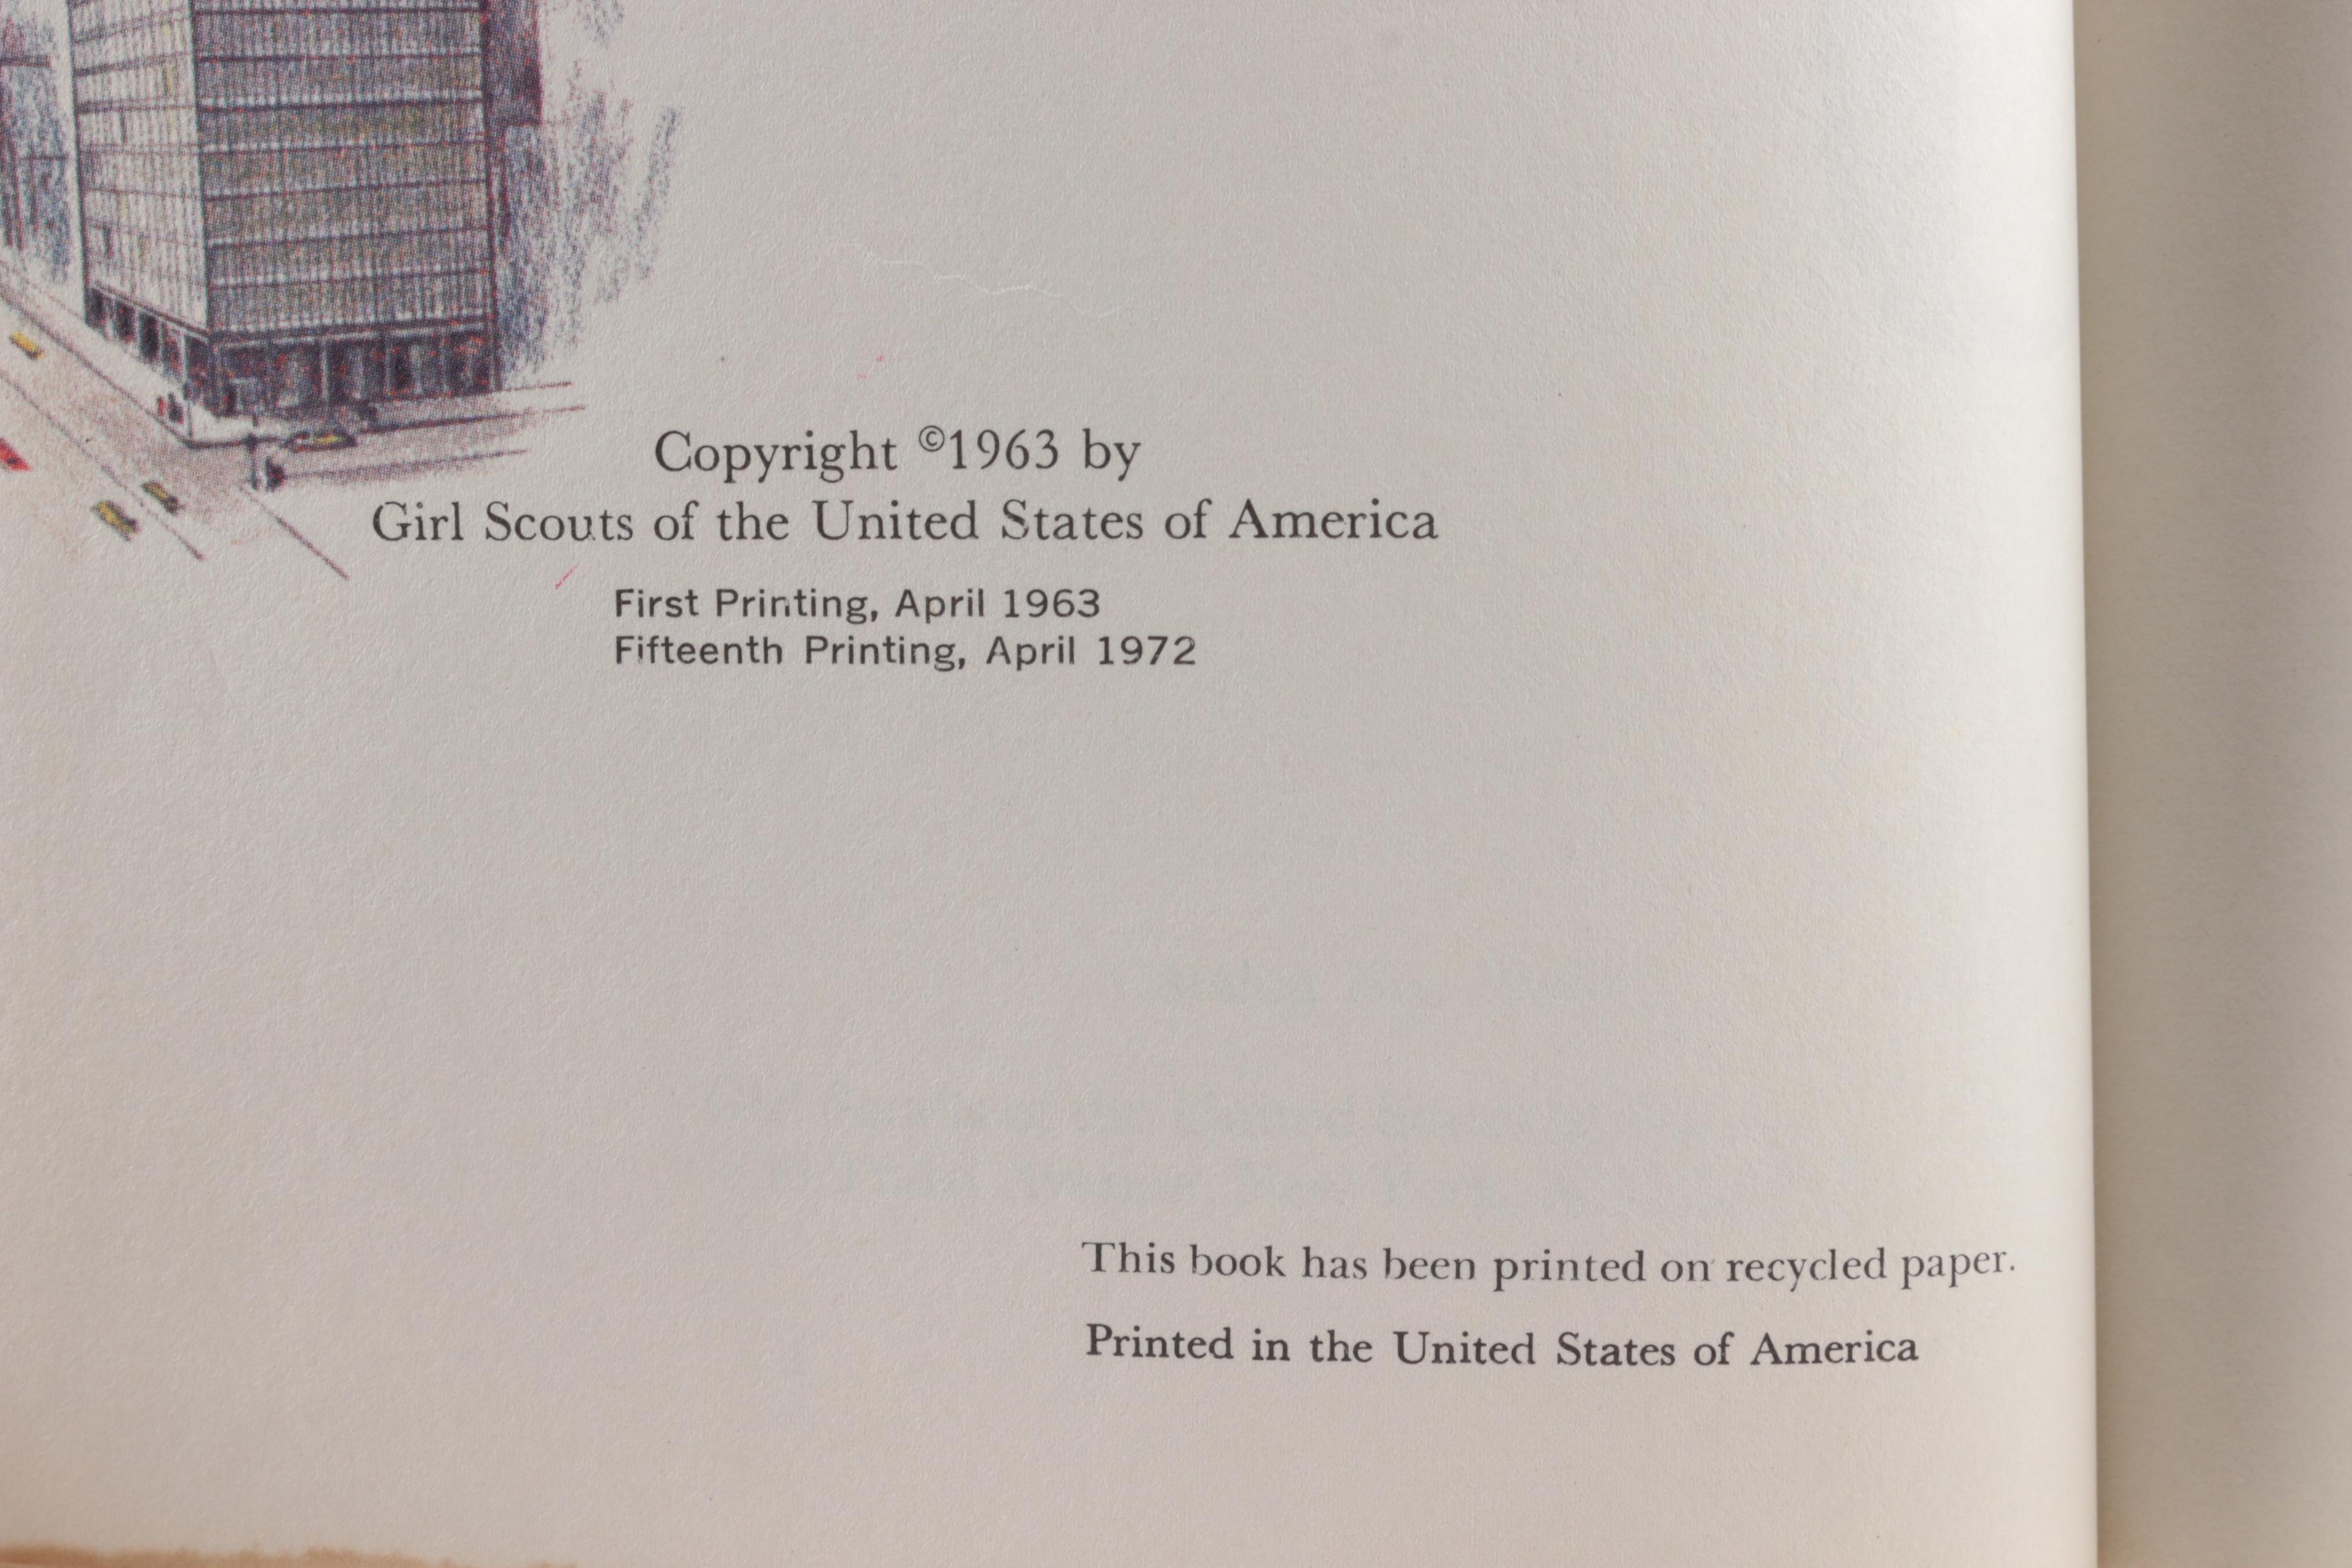 Copyright ©1963 by
Girl Scouts of the United States of America
First Printing, April 1963
Fifteenth Printing, April 1972
This book has been printed on recycled paper.
Printed in the United States of America